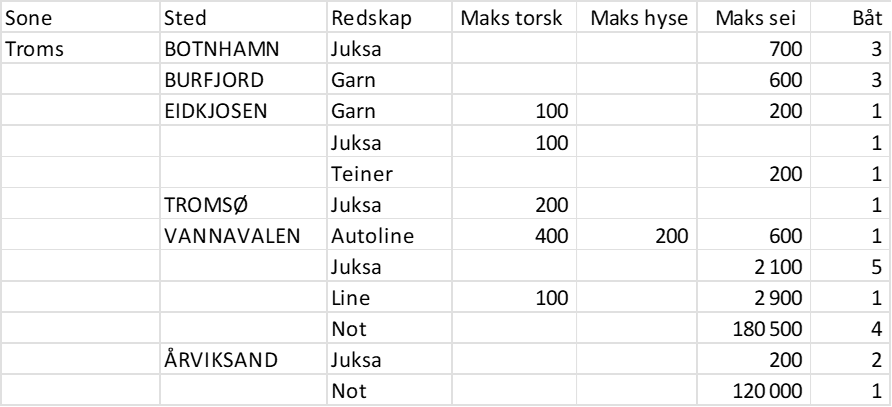 Sone Sted Redskap Maks torsk Maks hyse Maks sei Båt
Troms BOTNHAMN Juksa 700 3
BURFJORD Garn 600 3
EIDKJOSEN Garn 100 200 1
Juksa 100 1
Teiner 200 1
TROMSØ Juksa 200 1
VANNAVALEN Autoline 400 200 600 1
Juksa 2 100 5
Line 100 2 900 1
Not 180 500 4
ÅRVIKSAND Juksa 200 2
Not 120 000 1